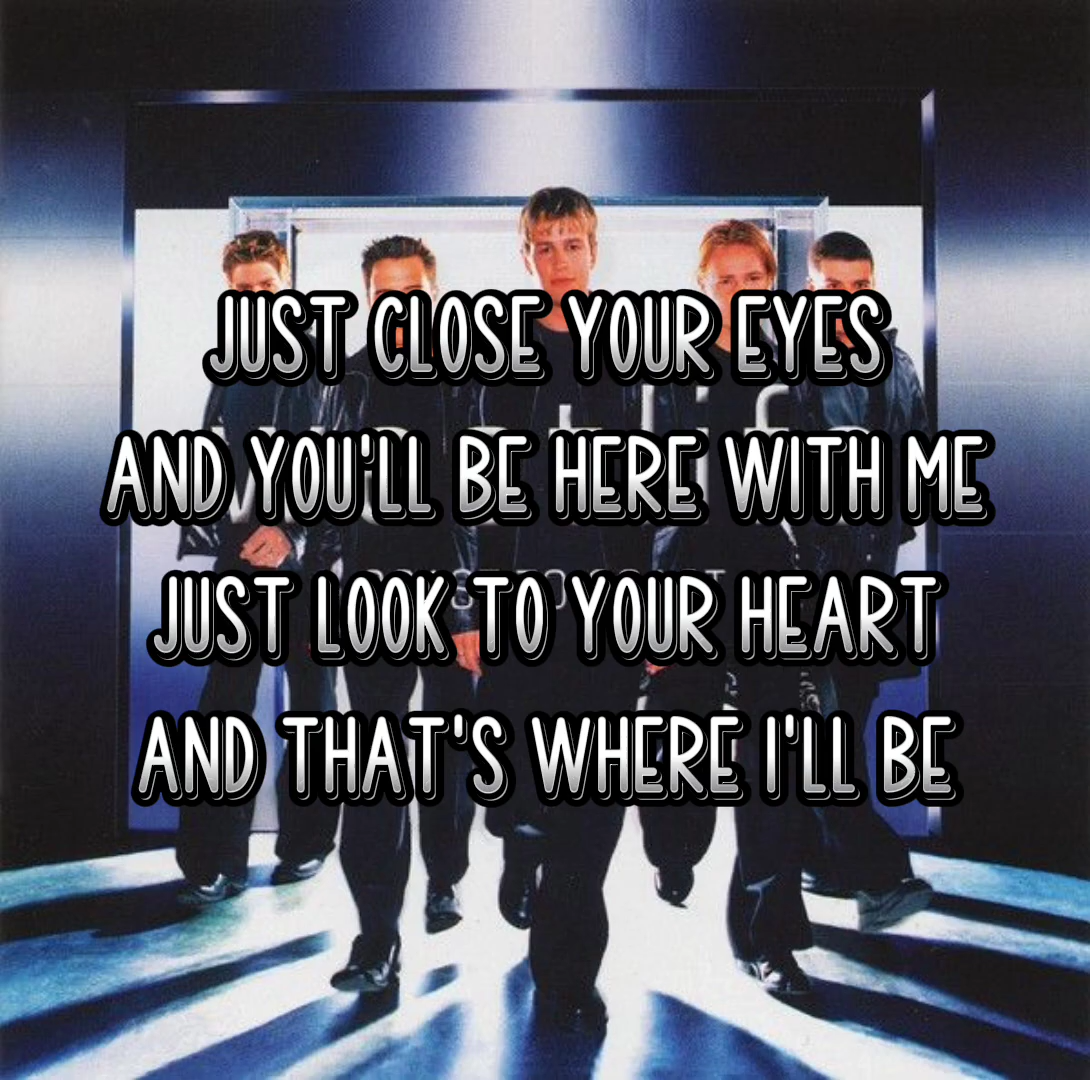 JUST CLOSE YOUR EYES
AND YOU'LL BE HERE WITH ME
JUST LOOK TO YOUR HEART
AND THAT'S WHERE I'LL BE